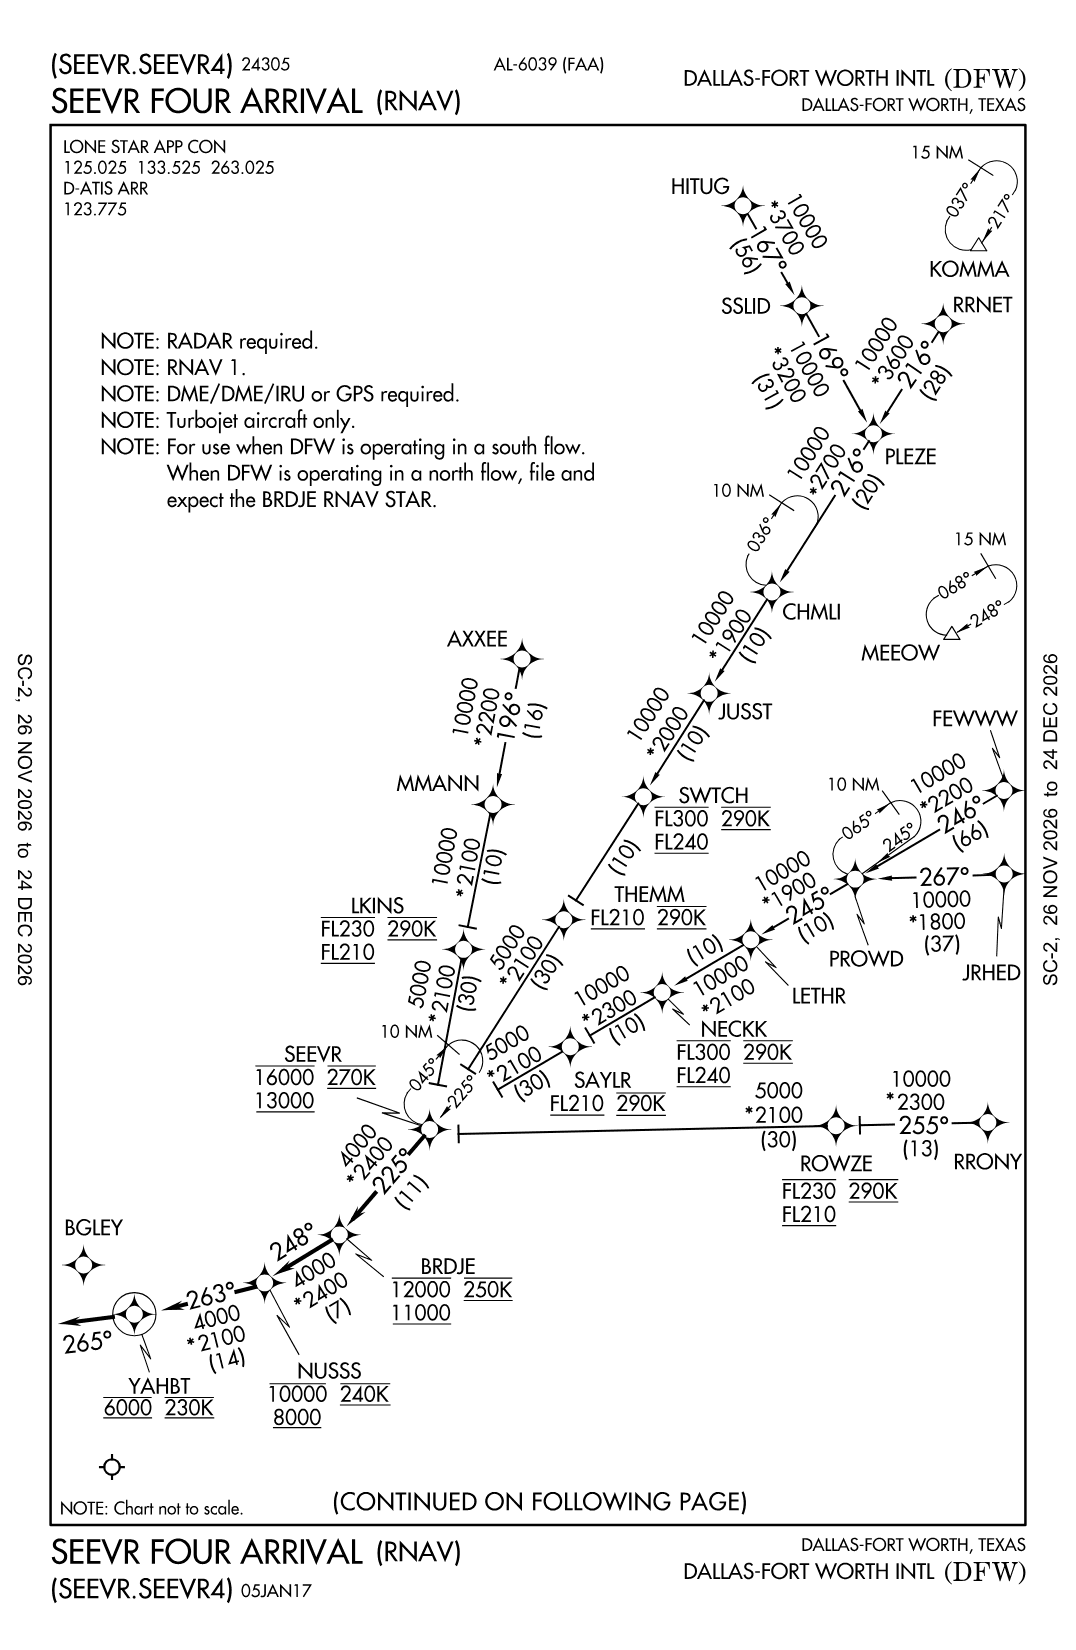 (SEEVR.SEEVR4) 24305
AL-6039 (FAA)
DALLAS-FORT WORTH INTL (DFW)
SEEVR FOUR ARRIVAL (RNAV)
DALLAS-FORT WORTH, TEXAS
LONE STAR APP CON
125.025 133.525 263.025
D-ATIS ARR
123.775
15 NM
037°
217°
KOMMA
HITUG
10000
*3700
167°
(56)
SSLID
RRNET
10000
*3600
216°
(28)
169°
10000
*3200
(31)
NOTE: RADAR required.
NOTE: RNAV 1.
NOTE: DME/DME/IRU or GPS required.
NOTE: Turbojet aircraft only.
NOTE: For use when DFW is operating in a south flow.
When DFW is operating in a north flow, file and
expect the BRDJE RNAV STAR.
PLEZE
10000
*2700
216°
(20)
10 NM
036°
CHMLI
15 NM
068°
248°
MEEOW
10000
*1900
(10)
AXXEE
10000
*2200
196°
(16)
JUSST
10000
*2000
(10)
FEWWW
10000
*2200
246°
(66)
MMANN
SWTCH
FL300 290K
FL240
10 NM
065°
245°
10000
*2100
(10)
(10)
267°
10000
*1800
(37)
JRHED
PROWD
10000
*1900
245°
(10)
LETHR
THEMM
FL210 290K
LKINS
FL230 290K
FL210
5000
*2100
(30)
5000
*2100
(30)
(10)
10000
*2100
NECKK
FL300 290K
FL240
10000
*2300
(10)
SAYLR
FL210 290K
5000
*2100
(30)
10 NM
045°
225°
SEEVR
16000 270K
13000
5000
*2100
(30)
ROWZE
FL230 290K
FL210
10000
*2300
255°
(13)
RRONY
4000
*2400
225°
(11)
BRDJE
12000 250K
11000
248°
4000
*2400
(7)
BGLEY
263°
4000
*2100
(14)
NUSSS
10000 240K
8000
265°
YAHBT
6000 230K
NOTE: Chart not to scale.
(CONTINUED ON FOLLOWING PAGE)
SEEVR FOUR ARRIVAL (RNAV)
(SEEVR.SEEVR4) 05JAN17
DALLAS-FORT WORTH, TEXAS
DALLAS-FORT WORTH INTL (DFW)
SC-2, 26 NOV 2026 to 24 DEC 2026
SC-2, 26 NOV 2026 to 24 DEC 2026